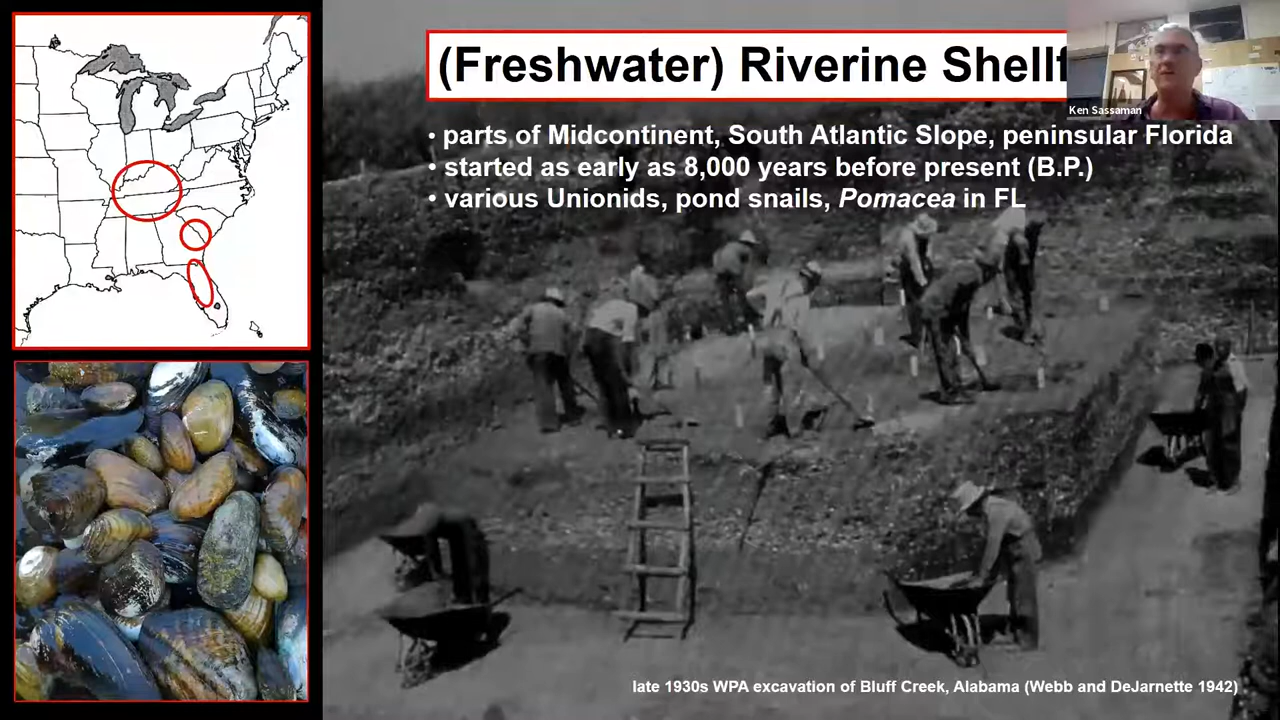 (Freshwater) Riverine Shellf
Ken Sassaman
• parts of Midcontinent, South Atlantic Slope, peninsular Florida
• started as early as 8,000 years before present (B.P.)
• various Unionids, pond snails, Pomacea in FL
late 1930s WPA excavation of Bluff Creek, Alabama (Webb and DeJarnette 1942)